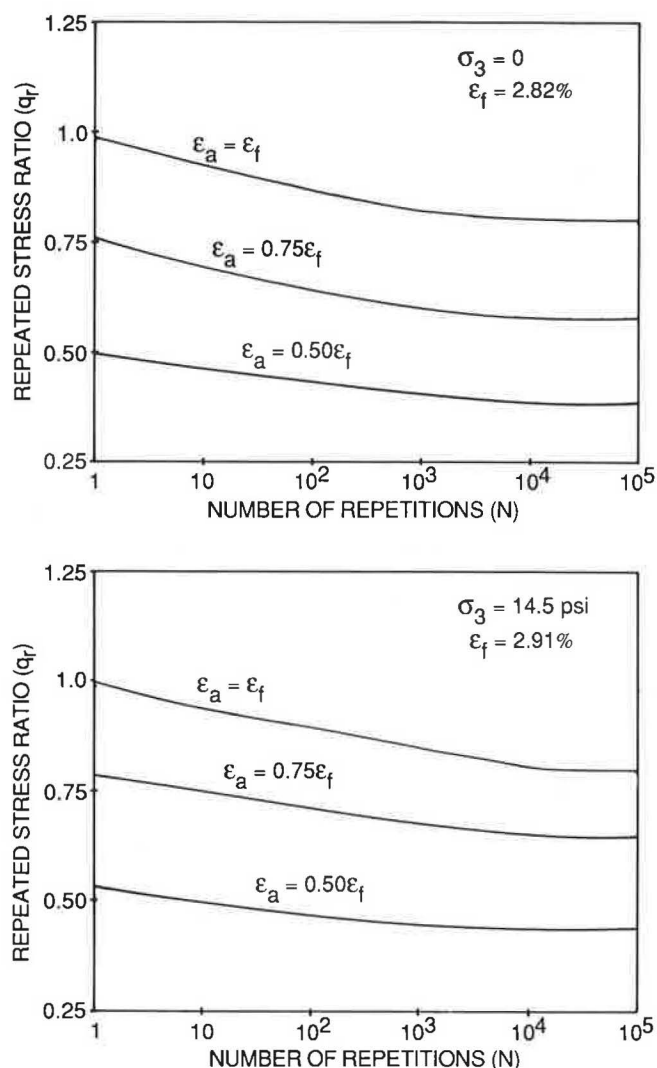 REPEATED STRESS RATIO (qr)
1.25
1.0
0.75
0.50
0.25
σ3 = 0
εf = 2.82%
εa = εf
εa = 0.75εf
εa = 0.50εf
1 10 10² 10³ 10⁴ 10⁵
NUMBER OF REPETITIONS (N)
REPEATED STRESS RATIO (qr)
1.25
1.0
0.75
0.50
0.25
σ3 = 14.5 psi
εf = 2.91%
εa = εf
εa = 0.75εf
εa = 0.50εf
1 10 10² 10³ 10⁴ 10⁵
NUMBER OF REPETITIONS (N)